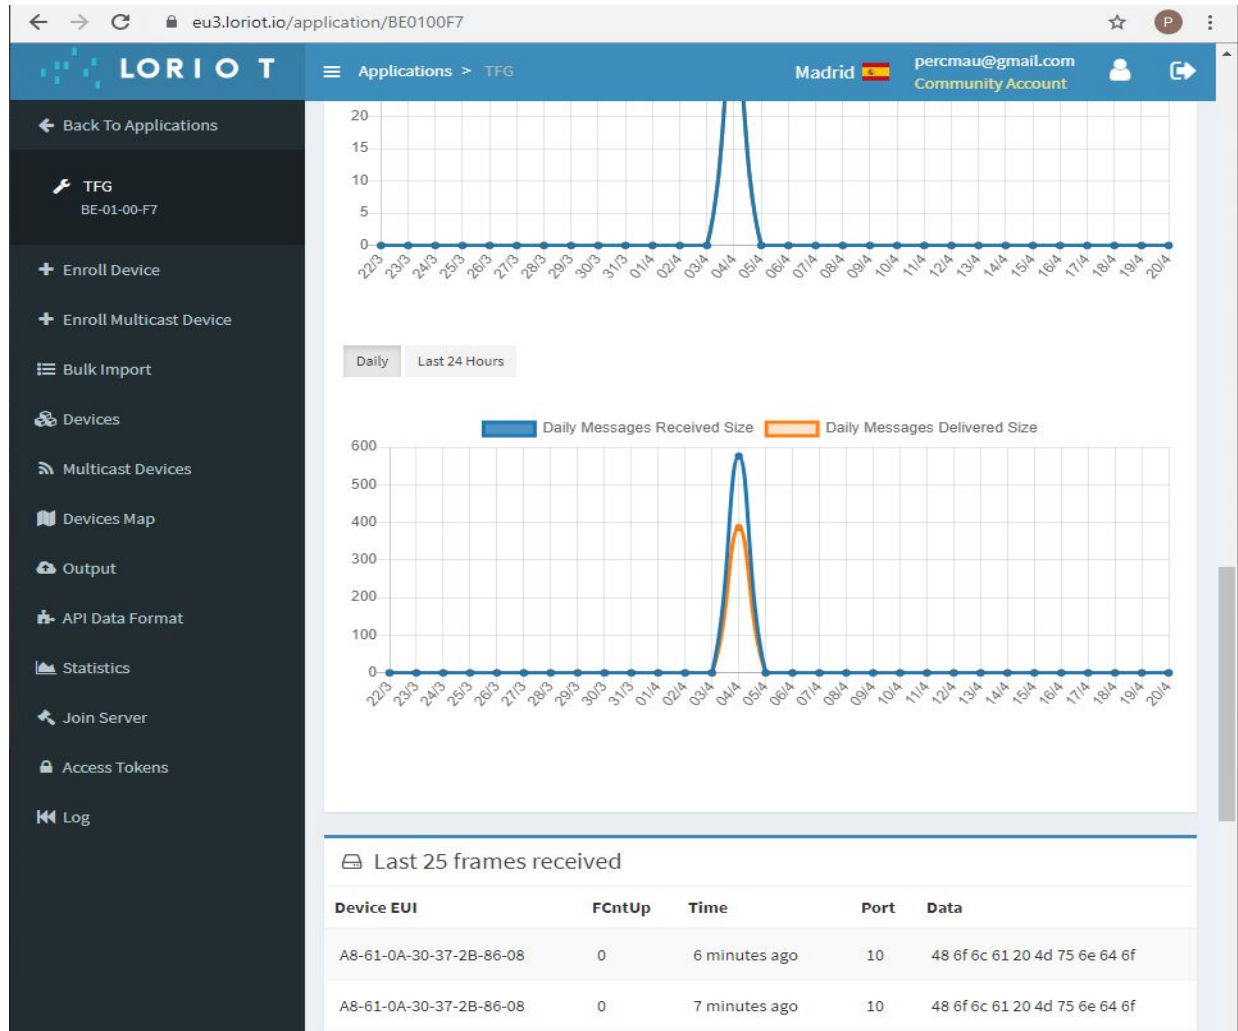 eu3.loriot.io/application/BE0100F7
P
LORIOT
Applications > TFG
Madrid
percmau@gmail.com
Community Account
Back To Applications
TFG
BE-01-00-F7
Enroll Device
Enroll Multicast Device
Bulk Import
Devices
Multicast Devices
Devices Map
Output
API Data Format
Statistics
Join Server
Access Tokens
Log
20
15
10
5
0
22/3 23/3 24/3 25/3 26/3 27/3 28/3 29/3 30/3 31/3 01/4 02/4 03/4 04/4 05/4 06/4 07/4 08/4 09/4 10/4 11/4 12/4 13/4 14/4 15/4 16/4 17/4 18/4 19/4 20/4
Daily Last 24 Hours
Daily Messages Received Size Daily Messages Delivered Size
600
500
400
300
200
100
0
22/3 23/3 24/3 25/3 26/3 27/3 28/3 29/3 30/3 31/3 01/4 02/4 03/4 04/4 05/4 06/4 07/4 08/4 09/4 10/4 11/4 12/4 13/4 14/4 15/4 16/4 17/4 18/4 19/4 20/4
Last 25 frames received
Device EUI FCntUp Time Port Data
A8-61-0A-30-37-2B-86-08 0 6 minutes ago 10 48 6f 6c 61 20 4d 75 6e 64 6f
A8-61-0A-30-37-2B-86-08 0 7 minutes ago 10 48 6f 6c 61 20 4d 75 6e 64 6f